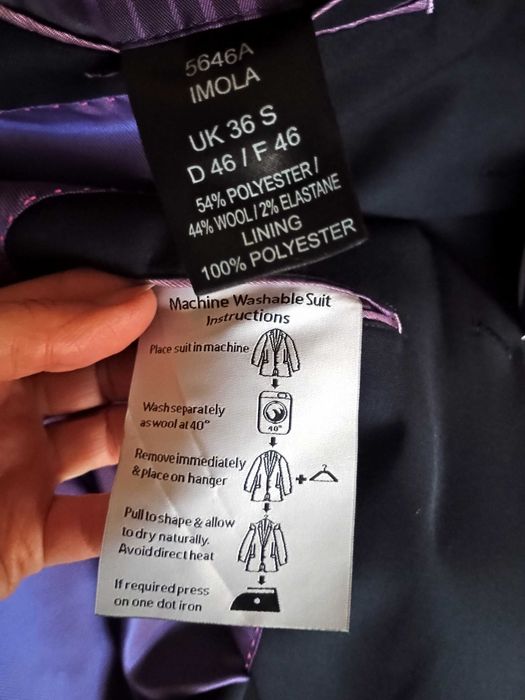 5646A
IMOLA
UK 36 S
D 46 / F 46
54% POLYESTER /
44% WOOL / 2% ELASTANE
LINING
100% POLYESTER
Machine Washable Suit
Instructions
Place suit in machine
Wash separately
as wool at 40°
40°
Remove immediately
& place on hanger
+
Pull to shape & allow
to dry naturally.
Avoid direct heat
If required press
on one dot iron